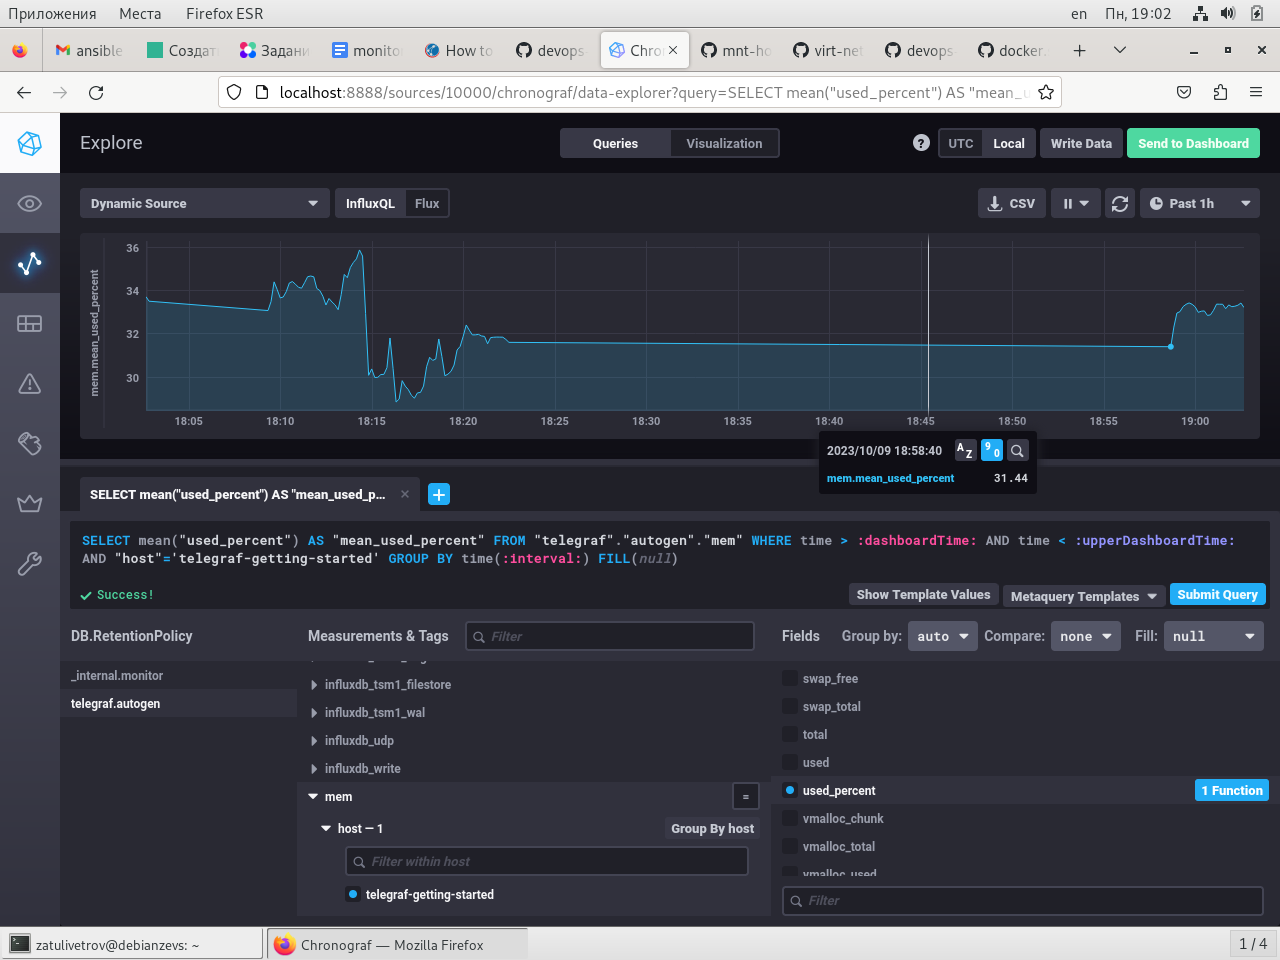 Приложения Места Firefox ESR en Пн, 19:02
ansible Создат Задани monito How to devops Chron mnt-ho virt-net devops- docker.
localhost:8888/sources/10000/chronograf/data-explorer?query=SELECT mean("used_percent") AS "mean_u
Explore Queries Visualization ? UTC Local Write Data Send to Dashboard
Dynamic Source InfluxQL Flux CSV Past 1h
mem.mean_used_percent
36
34
32
30
18:05 18:10 18:15 18:20 18:25 18:30 18:35 18:40 18:45 18:50 18:55 19:00
2023/10/09 18:58:40 AZ 90
mem.mean_used_percent 31.44
SELECT mean("used_percent") AS "mean_used_p...
SELECT mean("used_percent") AS "mean_used_percent" FROM "telegraf"."autogen"."mem" WHERE time > :dashboardTime: AND time < :upperDashboardTime:
AND "host"='telegraf-getting-started' GROUP BY time(:interval:) FILL(null)
Success! Show Template Values Metaquery Templates Submit Query
DB.RetentionPolicy Measurements & Tags Filter Fields Group by: auto Compare: none Fill: null
_internal.monitor
telegraf.autogen
influxdb_tsm1_filestore
influxdb_tsm1_wal
influxdb_udp
influxdb_write
mem =
host — 1 Group By host
Filter within host
telegraf-getting-started
swap_free
swap_total
total
used
used_percent 1 Function
vmalloc_chunk
vmalloc_total
vmalloc_used
Filter
zatulivetrov@debianzevs: ~ Chronograf — Mozilla Firefox 1 / 4